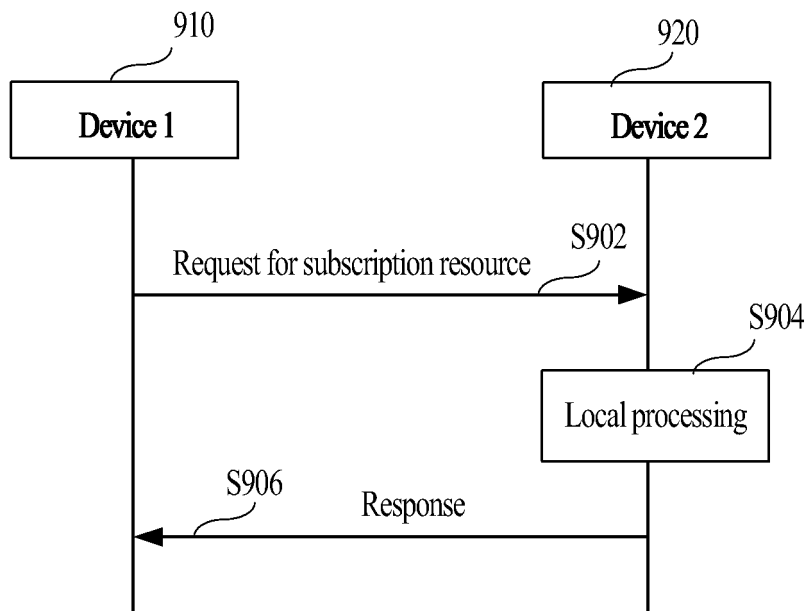 910
920
Device 1
Device 2
S902
Request for subscription resource
S904
Local processing
S906
Response